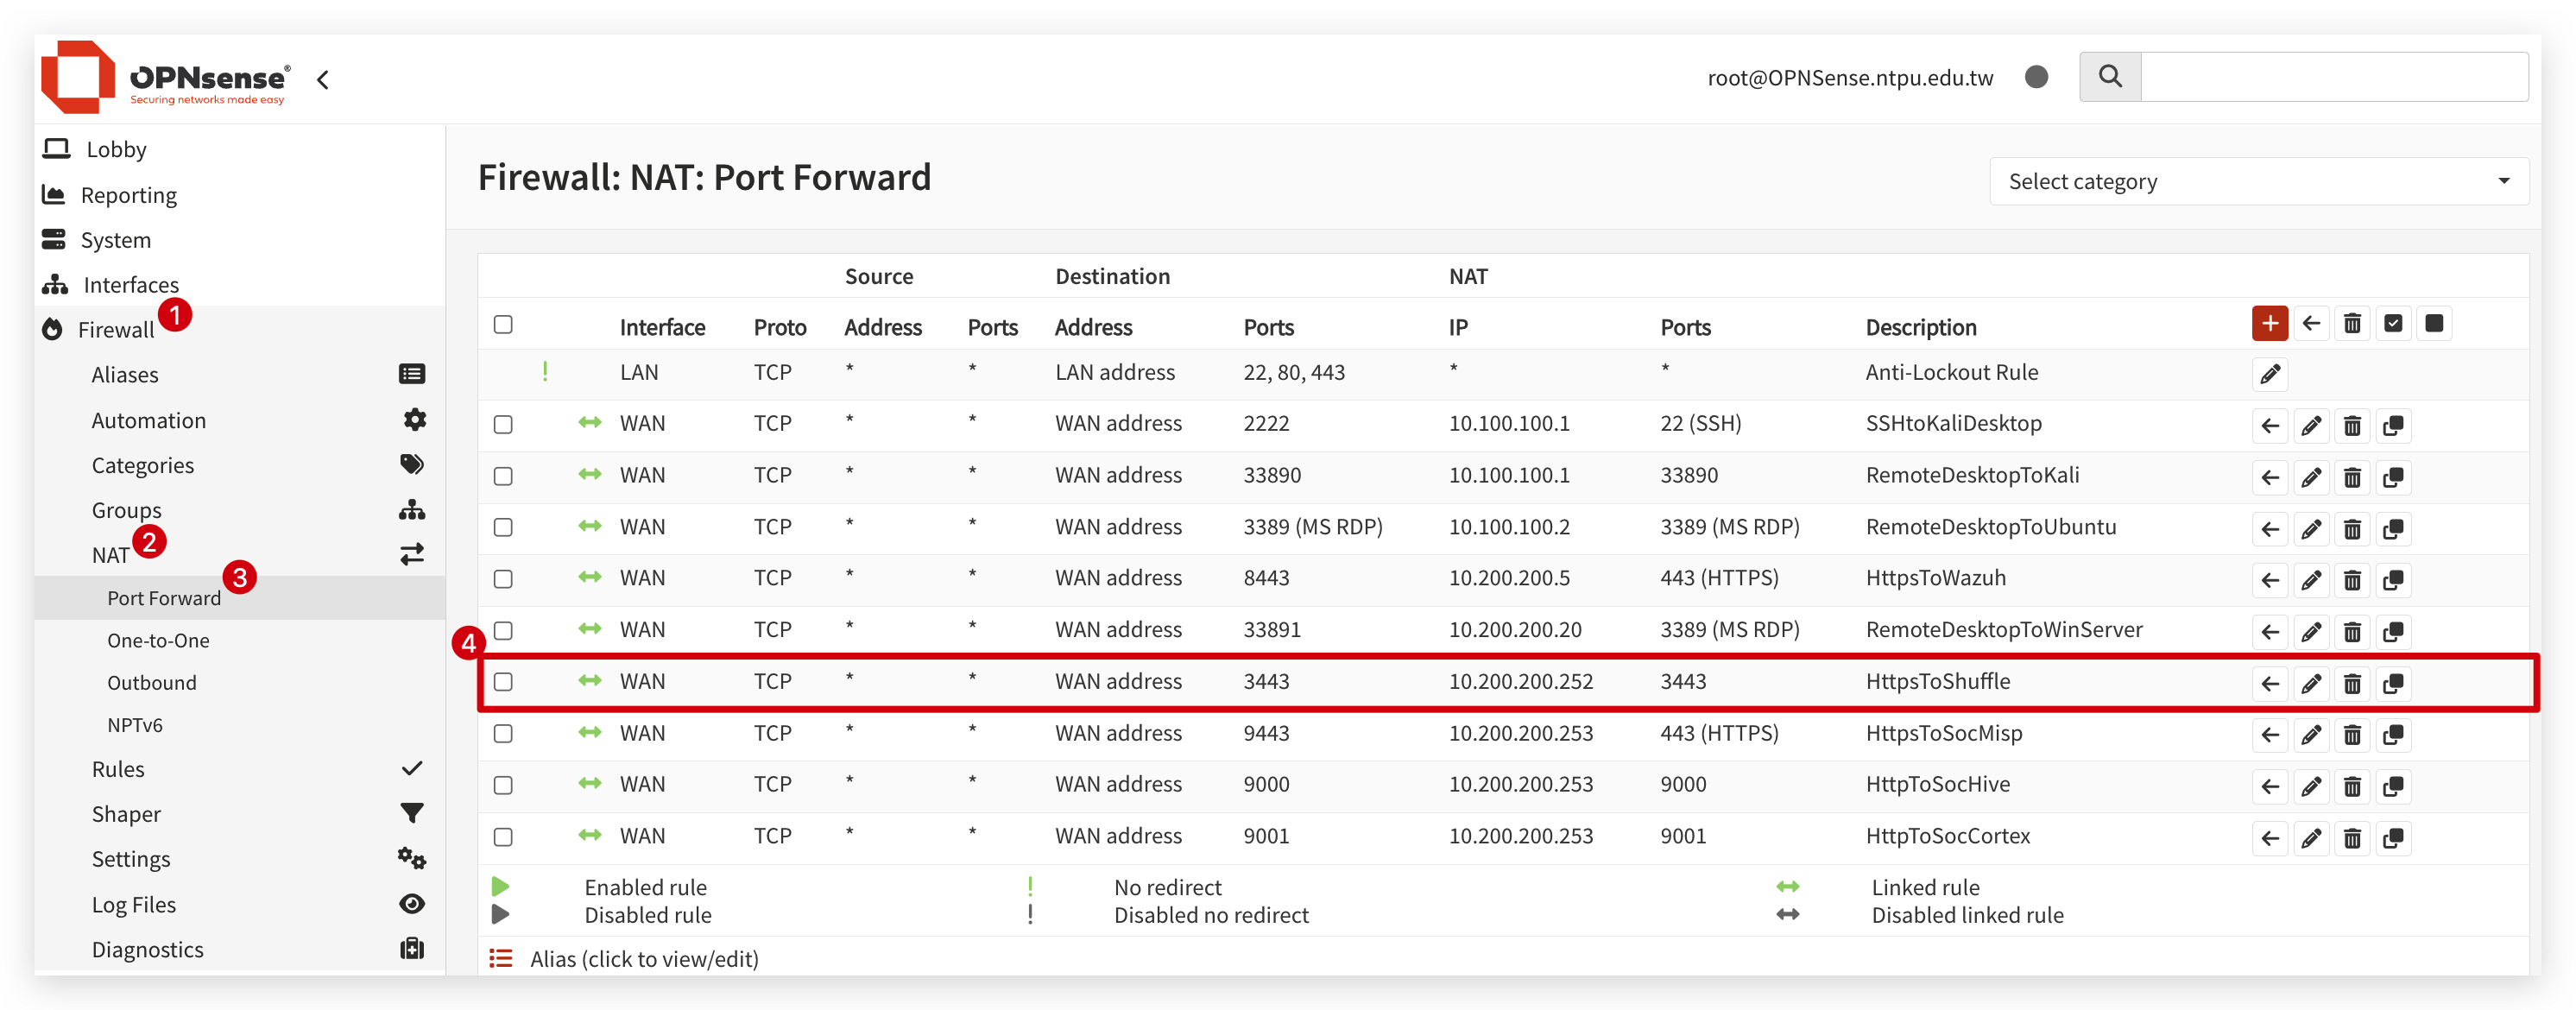 OPNsense®
Securing networks made easy
root@OPNSense.ntpu.edu.tw
Lobby
Reporting
System
Interfaces
Firewall 1
Aliases
Automation
Categories
Groups
NAT 2
Port Forward 3
One-to-One
Outbound
NPTv6
Rules
Shaper
Settings
Log Files
Diagnostics
Firewall: NAT: Port Forward
Select category
Source Destination NAT
Interface Proto Address Ports Address Ports IP Ports Description
! LAN TCP * * LAN address 22, 80, 443 * * Anti-Lockout Rule
WAN TCP * * WAN address 2222 10.100.100.1 22 (SSH) SSHtoKaliDesktop
WAN TCP * * WAN address 33890 10.100.100.1 33890 RemoteDesktopToKali
WAN TCP * * WAN address 3389 (MS RDP) 10.100.100.2 3389 (MS RDP) RemoteDesktopToUbuntu
WAN TCP * * WAN address 8443 10.200.200.5 443 (HTTPS) HttpsToWazuh
WAN TCP * * WAN address 33891 10.200.200.20 3389 (MS RDP) RemoteDesktopToWinServer
4 WAN TCP * * WAN address 3443 10.200.200.252 3443 HttpsToShuffle
WAN TCP * * WAN address 9443 10.200.200.253 443 (HTTPS) HttpsToSocMisp
WAN TCP * * WAN address 9000 10.200.200.253 9000 HttpToSocHive
WAN TCP * * WAN address 9001 10.200.200.253 9001 HttpToSocCortex
Enabled rule ! No redirect Linked rule
Disabled rule ! Disabled no redirect Disabled linked rule
Alias (click to view/edit)